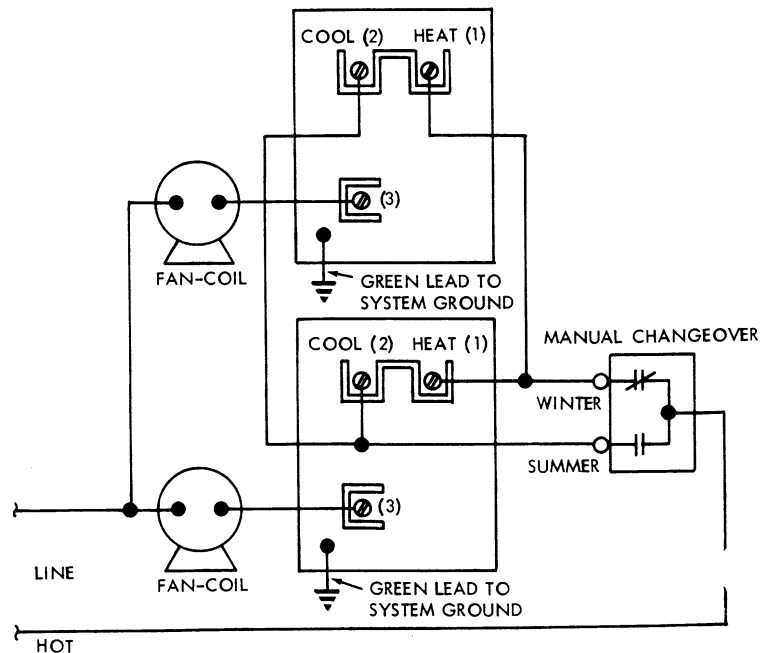 COOL (2) HEAT (1)
(3)
FAN-COIL
GREEN LEAD TO
SYSTEM GROUND
COOL (2) HEAT (1)
MANUAL CHANGEOVER
WINTER
SUMMER
(3)
LINE
FAN-COIL
GREEN LEAD TO
SYSTEM GROUND
HOT